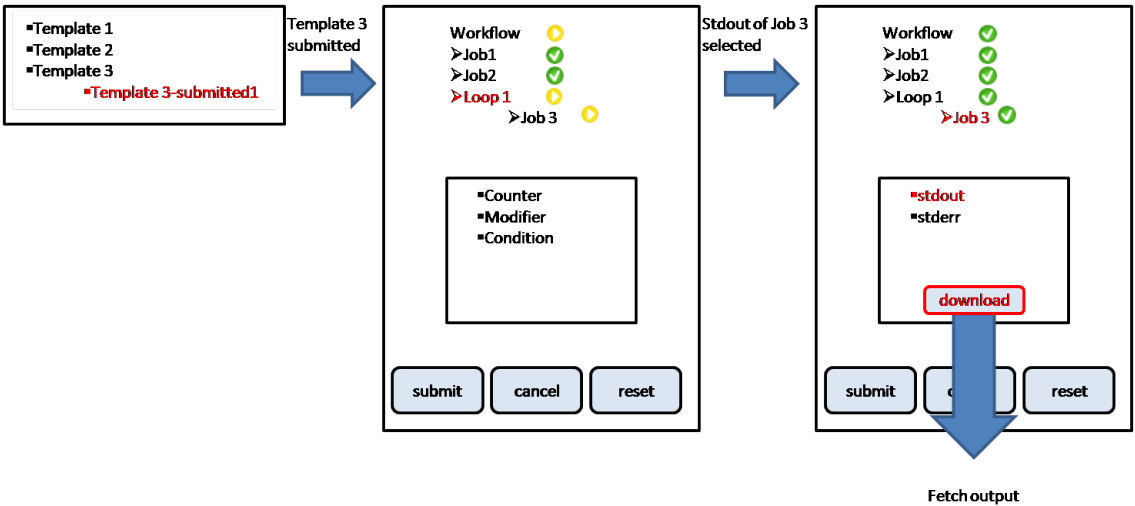 ▪Template 1
▪Template 2
▪Template 3
▪Template 3-submitted1
Template 3
submitted
Workflow
➢Job1
➢Job2
➢Loop 1
➢Job 3
▪Counter
▪Modifier
▪Condition
submit
cancel
reset
Stdout of Job 3
selected
Workflow
➢Job1
➢Job2
➢Loop 1
➢Job 3
▪stdout
▪stderr
download
submit
reset
Fetch output